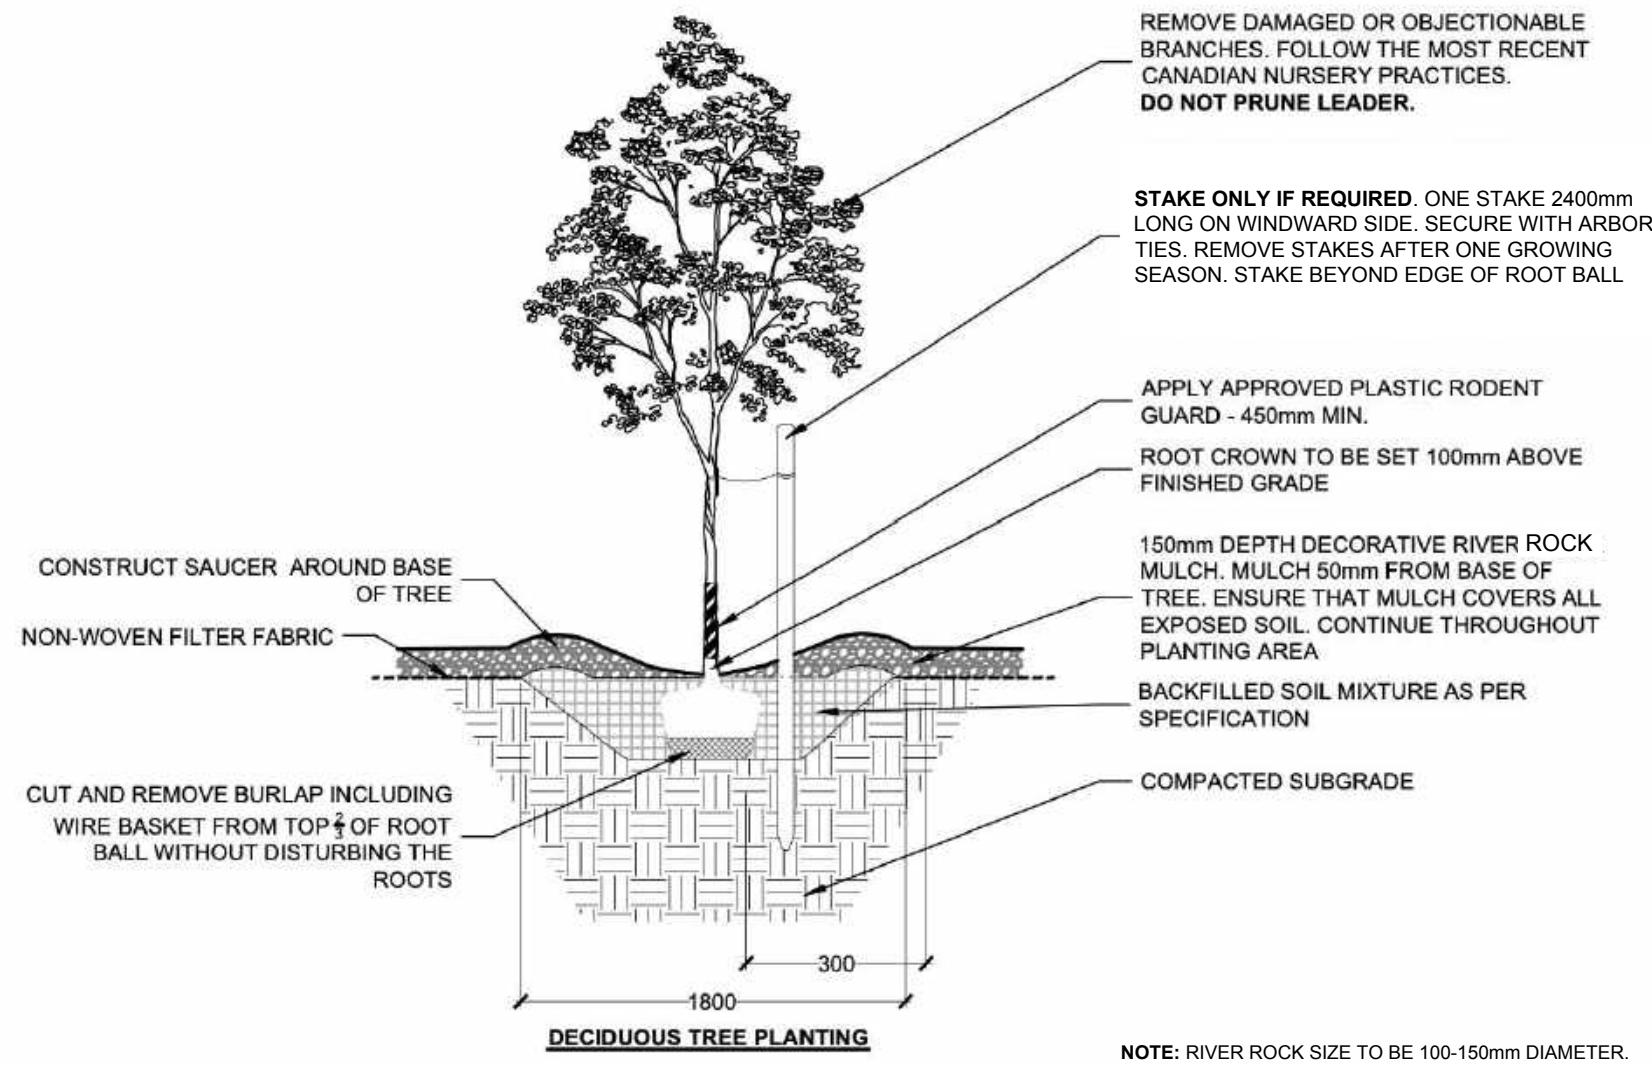 REMOVE DAMAGED OR OBJECTIONABLE
BRANCHES. FOLLOW THE MOST RECENT
CANADIAN NURSERY PRACTICES.
DO NOT PRUNE LEADER.
STAKE ONLY IF REQUIRED. ONE STAKE 2400mm
LONG ON WINDWARD SIDE. SECURE WITH ARBOR
TIES. REMOVE STAKES AFTER ONE GROWING
SEASON. STAKE BEYOND EDGE OF ROOT BALL
APPLY APPROVED PLASTIC RODENT
GUARD - 450mm MIN.
ROOT CROWN TO BE SET 100mm ABOVE
FINISHED GRADE
150mm DEPTH DECORATIVE RIVER ROCK
MULCH. MULCH 50mm FROM BASE OF
TREE. ENSURE THAT MULCH COVERS ALL
EXPOSED SOIL. CONTINUE THROUGHOUT
PLANTING AREA
BACKFILLED SOIL MIXTURE AS PER
SPECIFICATION
COMPACTED SUBGRADE
CONSTRUCT SAUCER AROUND BASE
OF TREE
NON-WOVEN FILTER FABRIC
CUT AND REMOVE BURLAP INCLUDING
WIRE BASKET FROM TOP 2/3 OF ROOT
BALL WITHOUT DISTURBING THE
ROOTS
300
1800
DECIDUOUS TREE PLANTING
NOTE: RIVER ROCK SIZE TO BE 100-150mm DIAMETER.